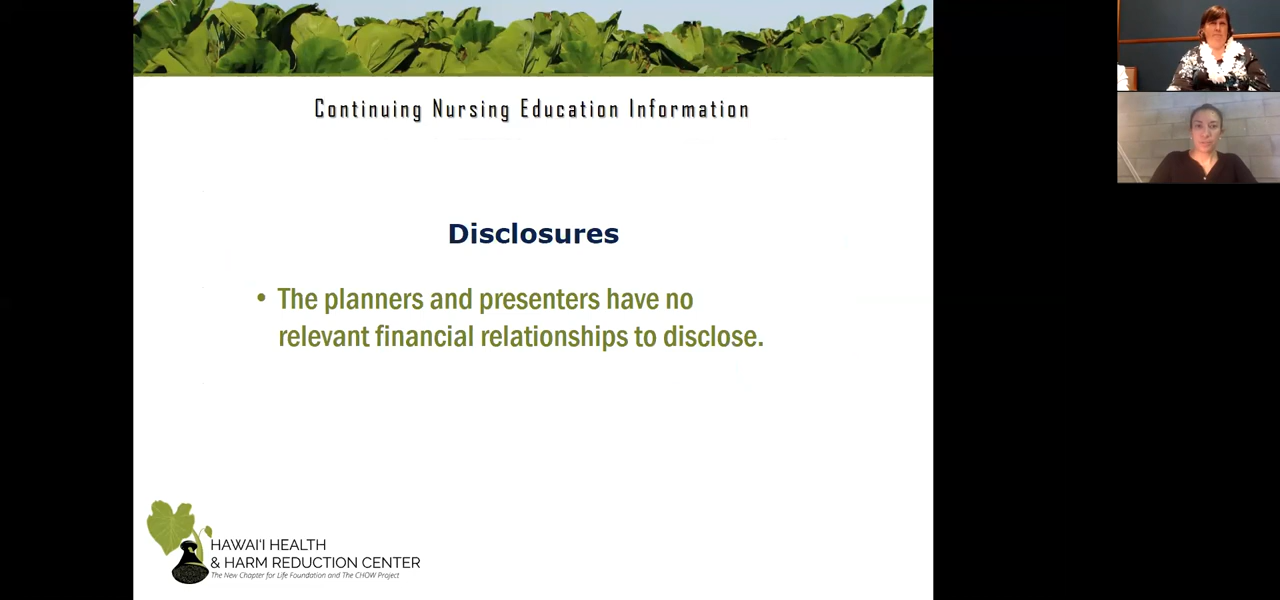 Continuing Nursing Education Information
Disclosures
• The planners and presenters have no
relevant financial relationships to disclose.
HAWAI'I HEALTH
& HARM REDUCTION CENTER
The New Chapter for Life Foundation and The CHOW Project